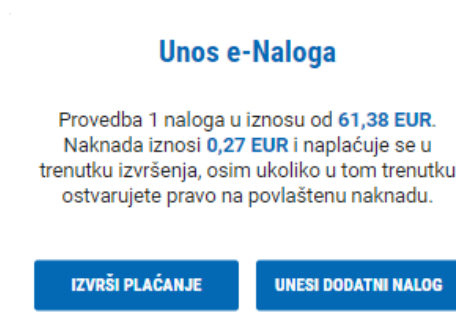 Unos e-Naloga
Provedba 1 naloga u iznosu od 61,38 EUR.
Naknada iznosi 0,27 EUR i naplaćuje se u
trenutku izvršenja, osim ukoliko u tom trenutku
ostvarujete pravo na povlaštenu naknadu.
IZVRŠI PLAĆANJE
UNESI DODATNI NALOG